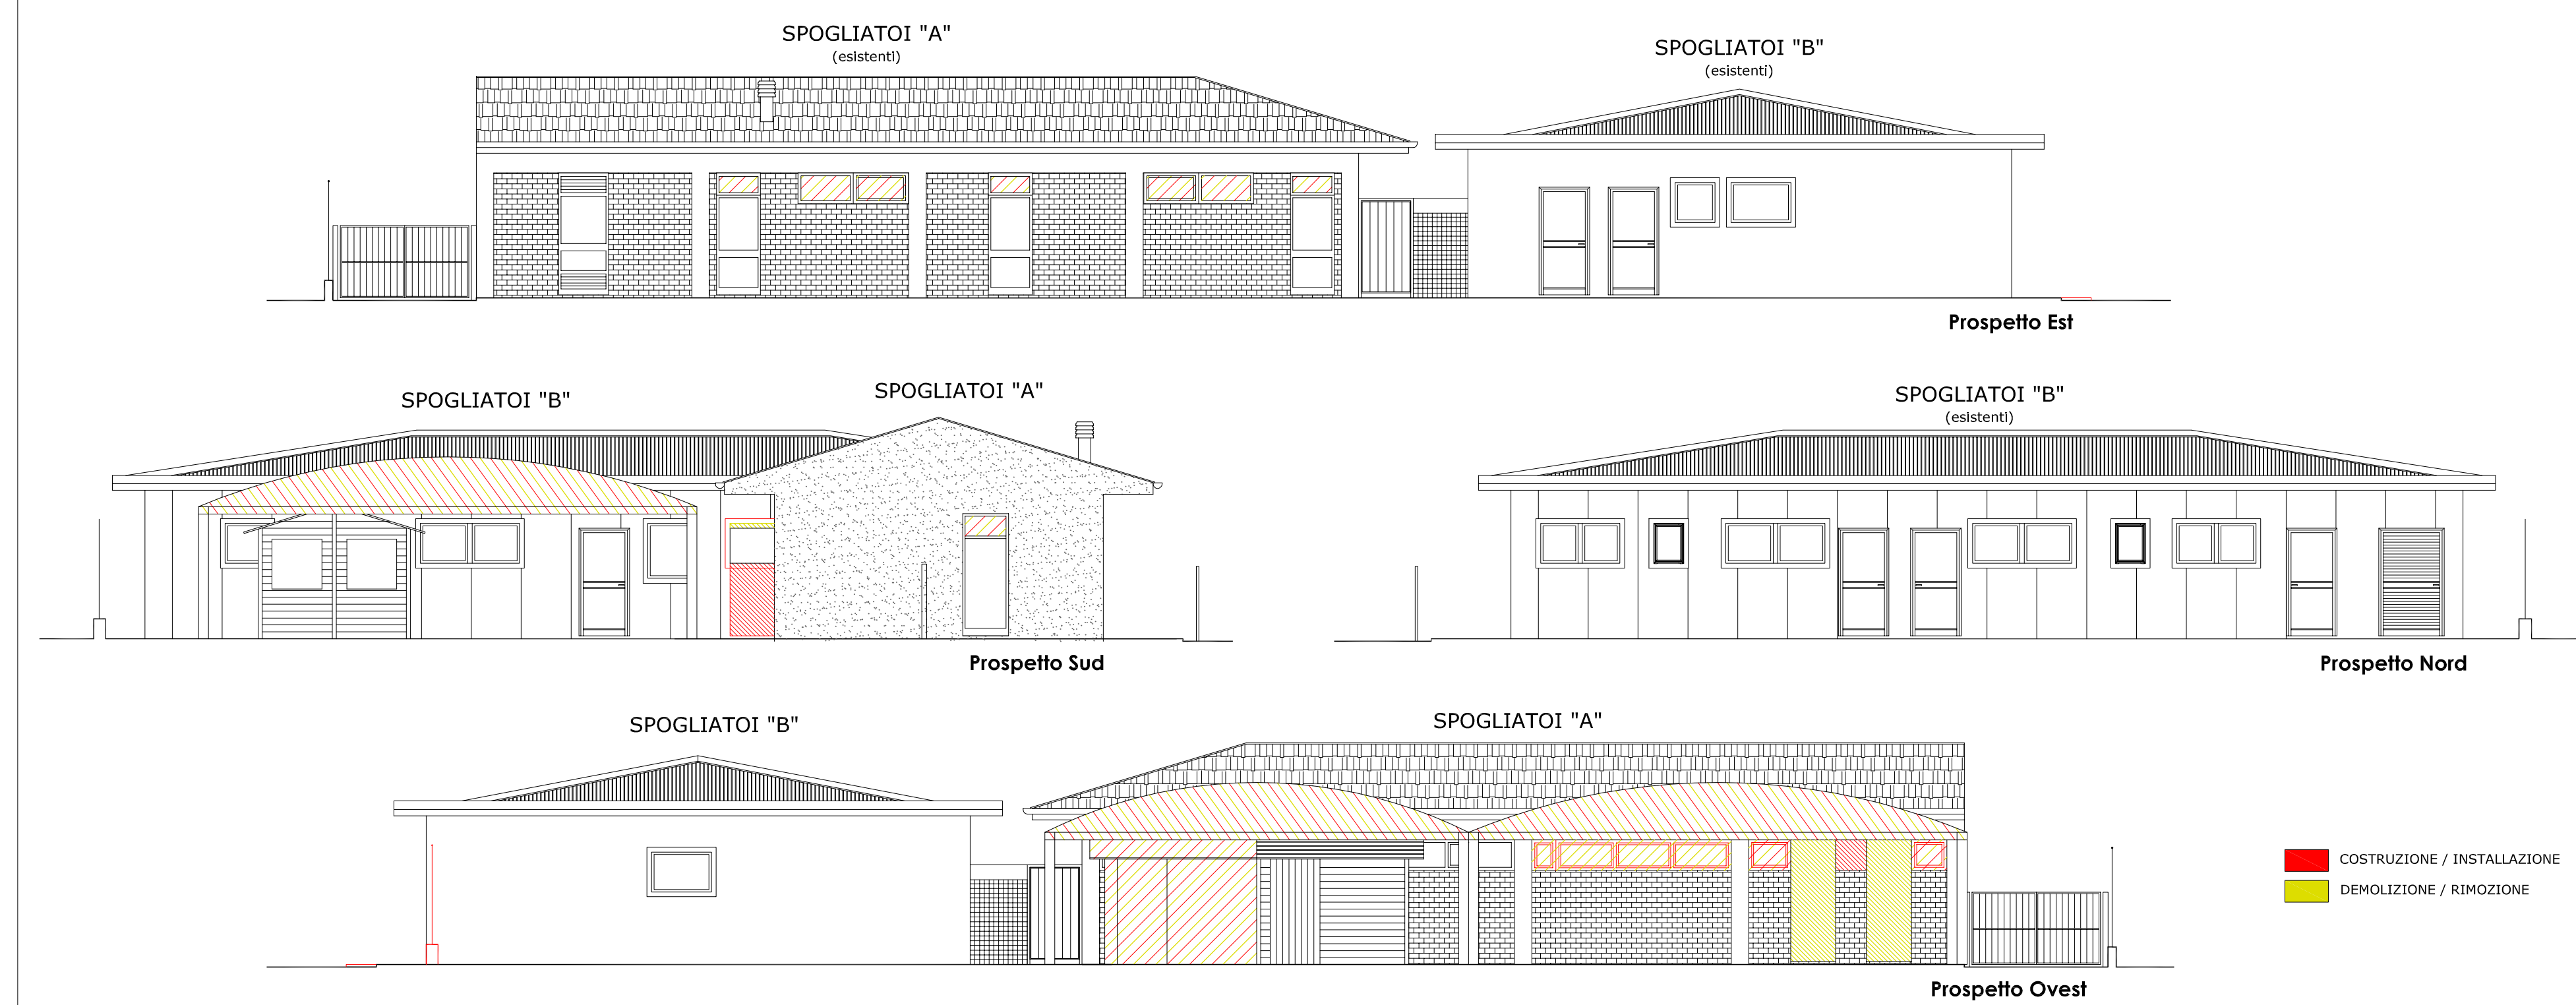 SPOGLIATOI "A"
(esistenti)
SPOGLIATOI "B"
(esistenti)
Prospetto Est
SPOGLIATOI "B"
SPOGLIATOI "A"
SPOGLIATOI "B"
(esistenti)
Prospetto Sud
Prospetto Nord
SPOGLIATOI "B"
SPOGLIATOI "A"
COSTRUZIONE / INSTALLAZIONE
DEMOLIZIONE / RIMOZIONE
Prospetto Ovest